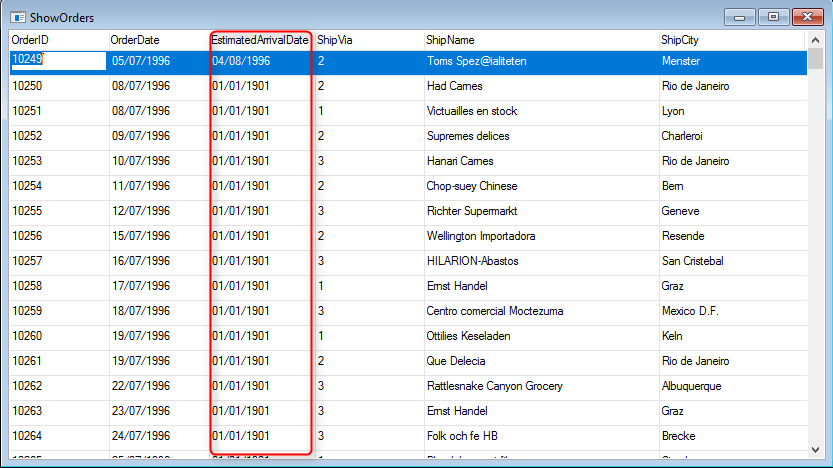 ShowOrders
OrderID OrderDate EstimatedArrivalDate ShipVia ShipName ShipCity
10249 05/07/1996 04/08/1996 2 Toms Spez@ialiteten Menster
10250 08/07/1996 01/01/1901 2 Had Carnes Rio de Janeiro
10251 08/07/1996 01/01/1901 1 Victuailles en stock Lyon
10252 09/07/1996 01/01/1901 2 Supremes delices Charleroi
10253 10/07/1996 01/01/1901 3 Hanari Carnes Rio de Janeiro
10254 11/07/1996 01/01/1901 2 Chop-suey Chinese Bern
10255 12/07/1996 01/01/1901 3 Richter Supermarkt Geneve
10256 15/07/1996 01/01/1901 2 Wellington Importadora Resende
10257 16/07/1996 01/01/1901 3 HILARION-Abastos San Cristebal
10258 17/07/1996 01/01/1901 1 Ernst Handel Graz
10259 18/07/1996 01/01/1901 3 Centro comercial Moctezuma Mexico D.F.
10260 19/07/1996 01/01/1901 1 Ottilies Keseladen Keln
10261 19/07/1996 01/01/1901 2 Que Delecia Rio de Janeiro
10262 22/07/1996 01/01/1901 3 Rattlesnake Canyon Grocery Albuquerque
10263 23/07/1996 01/01/1901 3 Ernst Handel Graz
10264 24/07/1996 01/01/1901 3 Folk och fe HB Brecke